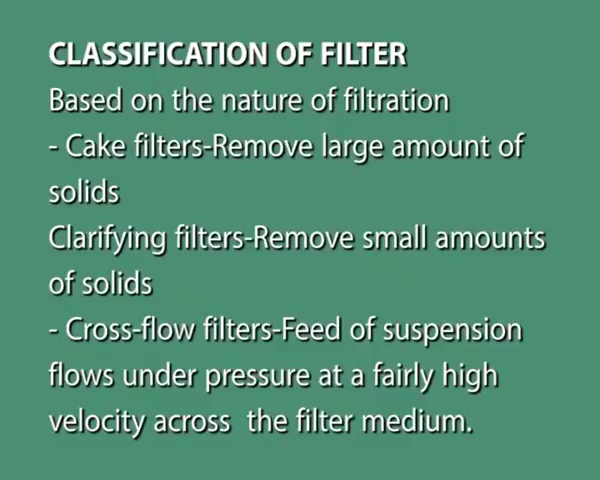 CLASSIFICATION OF FILTER
Based on the nature of filtration
- Cake filters-Remove large amount of
solids
Clarifying filters-Remove small amounts
of solids
- Cross-flow filters-Feed of suspension
flows under pressure at a fairly high
velocity across  the filter medium.